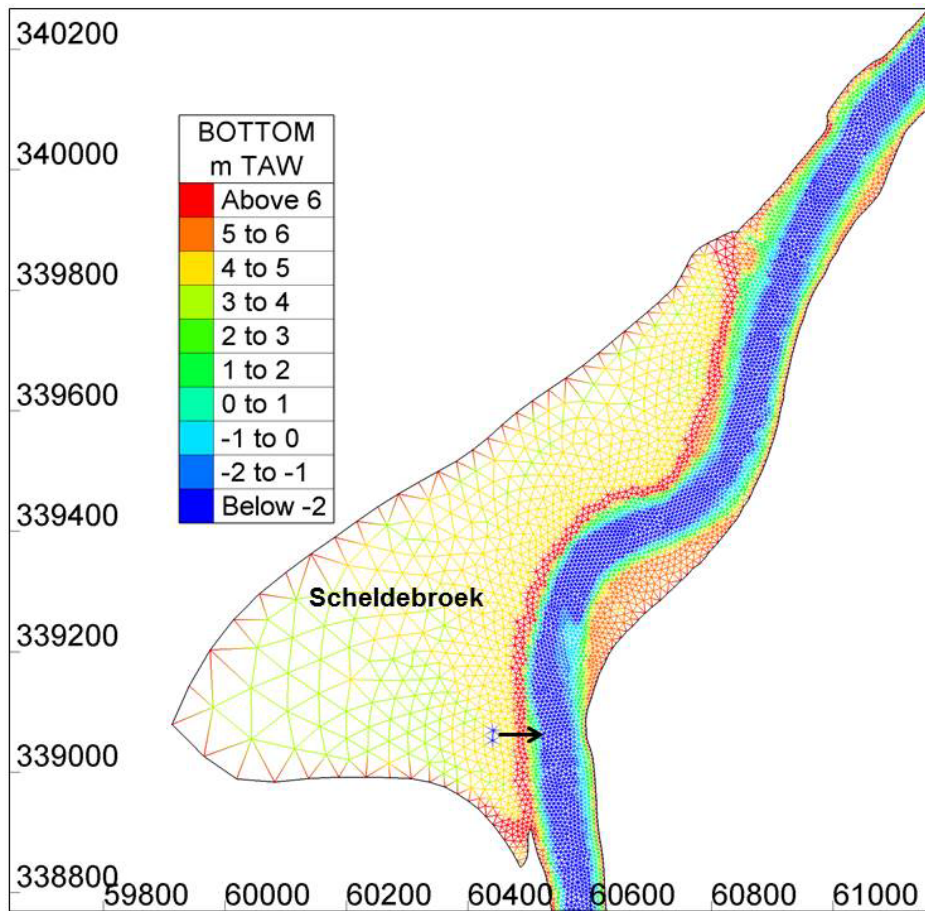 340200
340000
339800
339600
339400
339200
339000
338800
BOTTOM
m TAW
Above 6
5 to 6
4 to 5
3 to 4
2 to 3
1 to 2
0 to 1
-1 to 0
-2 to -1
Below -2
Scheldebroek
59800 60000 60200 60400 60600 60800 61000